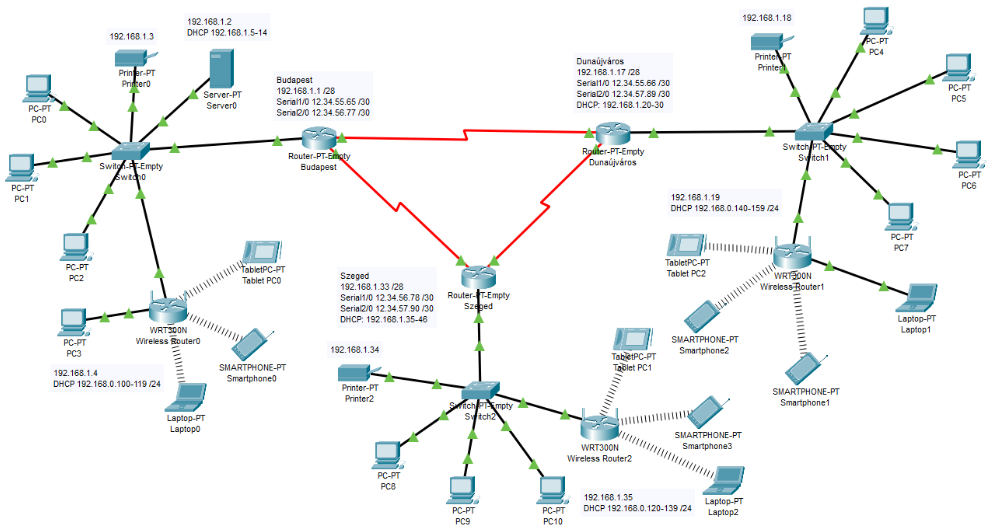 192.168.1.2
DHCP 192.168.1.5-14
192.168.1.3
Printer-PT
Printer0
Server-PT
Server0
PC-PT
PC0
Switch-PT-Empty
Switch0
PC-PT
PC1
PC-PT
PC2
Budapest
192.168.1.1 /28
Serial1/0 12.34.55.65 /30
Serial2/0 12.34.56.77 /30
Router-PT-Empty
Budapest
Dunaújváros
192.168.1.17 /28
Serial1/0 12.34.55.66 /30
Serial2/0 12.34.57.89 /30
DHCP: 192.168.1.20-30
Router-PT-Empty
Dunaújváros
192.168.1.18
Printer-PT
PC-PT
PC4
PC-PT
PC5
Switch-PT-Empty
Switch1
PC-PT
PC6
PC-PT
PC7
192.168.1.19
DHCP 192.168.0.140-159 /24
TabletPC-PT
Tablet PC2
WRT300N
Wireless Router1
Laptop-PT
Laptop1
SMARTPHONE-PT
Smartphone2
SMARTPHONE-PT
Smartphone1
TabletPC-PT
Tablet PC0
PC-PT
PC3
WRT300N
Wireless Router0
SMARTPHONE-PT
Smartphone0
192.168.1.4
DHCP 192.168.0.100-119 /24
Laptop-PT
Laptop0
Szeged
192.168.1.33 /28
Serial1/0 12.34.56.78 /30
Serial2/0 12.34.57.90 /30
DHCP: 192.168.1.35-46
Router-PT-Empty
Szeged
192.168.1.34
Printer-PT
Printer2
Switch-PT-Empty
Switch2
TabletPC-PT
Tablet PC1
WRT300N
Wireless Router2
SMARTPHONE-PT
Smartphone3
Laptop-PT
Laptop2
PC-PT
PC8
PC-PT
PC9
PC-PT
PC10
192.168.1.35
DHCP 192.168.0.120-139 /24